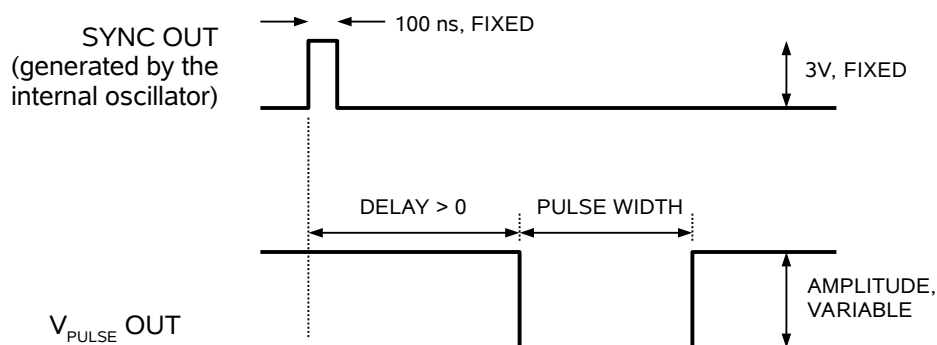 100 ns, FIXED
SYNC OUT
(generated by the
internal oscillator)
3V, FIXED
DELAY > 0
PULSE WIDTH
AMPLITUDE,
VARIABLE
VPULSE OUT